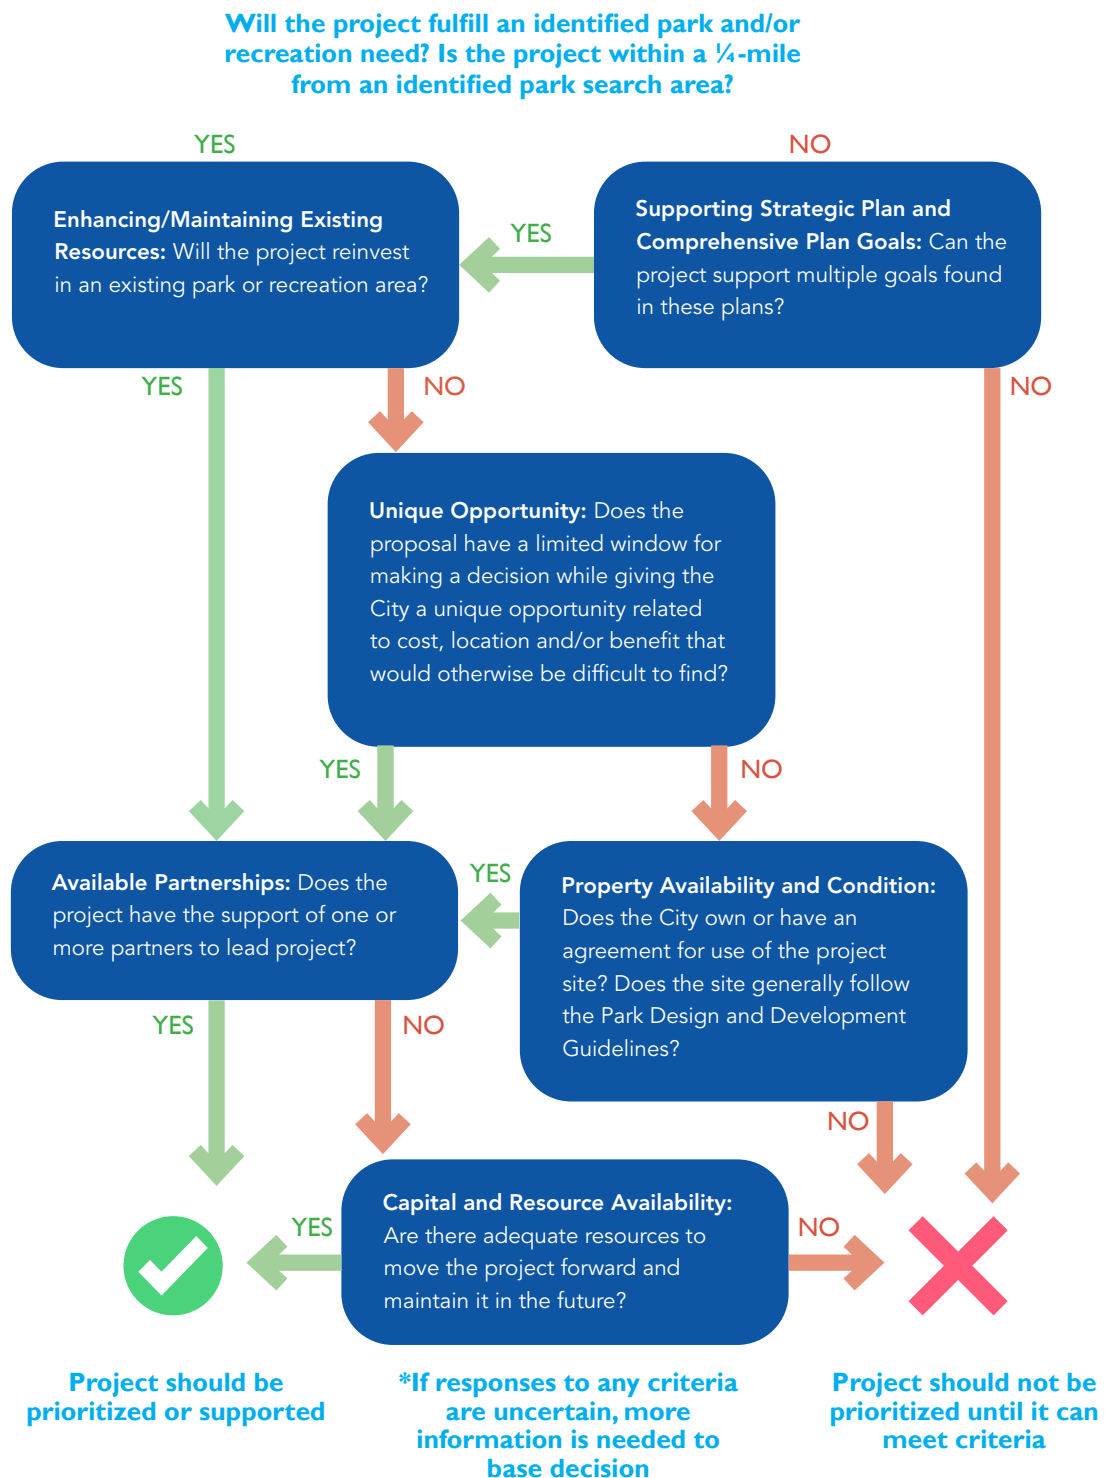 Will the project fulfill an identified park and/or
recreation need? Is the project within a ¼-mile
from an identified park search area?
YES
NO
Enhancing/Maintaining Existing
Resources: Will the project reinvest
in an existing park or recreation area?
YES
Supporting Strategic Plan and
Comprehensive Plan Goals: Can the
project support multiple goals found
in these plans?
YES
NO
NO
Unique Opportunity: Does the
proposal have a limited window for
making a decision while giving the
City a unique opportunity related
to cost, location and/or benefit that
would otherwise be difficult to find?
YES
NO
Available Partnerships: Does the
project have the support of one or
more partners to lead project?
YES
Property Availability and Condition:
Does the City own or have an
agreement for use of the project
site? Does the site generally follow
the Park Design and Development
Guidelines?
YES
NO
NO
Capital and Resource Availability:
Are there adequate resources to
move the project forward and
maintain it in the future?
YES
NO
Project should be
prioritized or supported
*If responses to any criteria
are uncertain, more
information is needed to
base decision
Project should not be
prioritized until it can
meet criteria